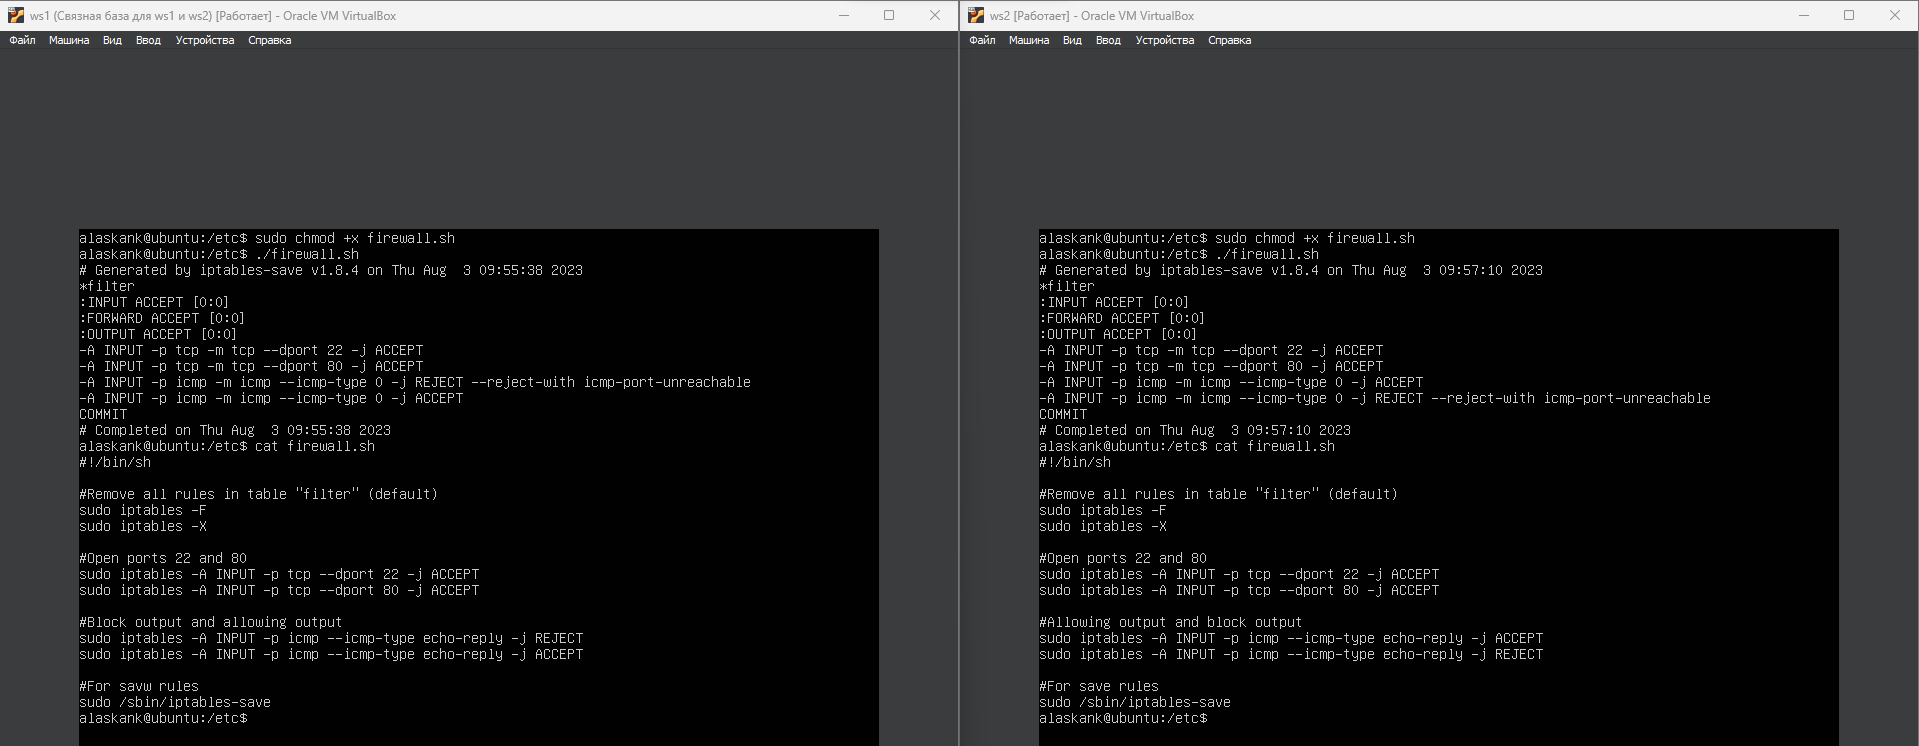 ws1 (Связная база для ws1 и ws2) [Работает] - Oracle VM VirtualBox
Файл Машина Вид Ввод Устройства Справка
alaskank@ubuntu:/etc$ sudo chmod +x firewall.sh
alaskank@ubuntu:/etc$ ./firewall.sh
# Generated by iptables-save v1.8.4 on Thu Aug  3 09:55:38 2023
*filter
:INPUT ACCEPT [0:0]
:FORWARD ACCEPT [0:0]
:OUTPUT ACCEPT [0:0]
-A INPUT -p tcp -m tcp --dport 22 -j ACCEPT
-A INPUT -p tcp -m tcp --dport 80 -j ACCEPT
-A INPUT -p icmp -m icmp --icmp-type 0 -j REJECT --reject-with icmp-port-unreachable
-A INPUT -p icmp -m icmp --icmp-type 0 -j ACCEPT
COMMIT
# Completed on Thu Aug  3 09:55:38 2023
alaskank@ubuntu:/etc$ cat firewall.sh
#!/bin/sh
#Remove all rules in table "filter" (default)
sudo iptables -F
sudo iptables -X
#Open ports 22 and 80
sudo iptables -A INPUT -p tcp --dport 22 -j ACCEPT
sudo iptables -A INPUT -p tcp --dport 80 -j ACCEPT
#Block output and allowing output
sudo iptables -A INPUT -p icmp --icmp-type echo-reply -j REJECT
sudo iptables -A INPUT -p icmp --icmp-type echo-reply -j ACCEPT
#For savw rules
sudo /sbin/iptables-save
alaskank@ubuntu:/etc$
ws2 [Работает] - Oracle VM VirtualBox
Файл Машина Вид Ввод Устройства Справка
alaskank@ubuntu:/etc$ sudo chmod +x firewall.sh
alaskank@ubuntu:/etc$ ./firewall.sh
# Generated by iptables-save v1.8.4 on Thu Aug  3 09:57:10 2023
*filter
:INPUT ACCEPT [0:0]
:FORWARD ACCEPT [0:0]
:OUTPUT ACCEPT [0:0]
-A INPUT -p tcp -m tcp --dport 22 -j ACCEPT
-A INPUT -p tcp -m tcp --dport 80 -j ACCEPT
-A INPUT -p icmp -m icmp --icmp-type 0 -j ACCEPT
-A INPUT -p icmp -m icmp --icmp-type 0 -j REJECT --reject-with icmp-port-unreachable
COMMIT
# Completed on Thu Aug  3 09:57:10 2023
alaskank@ubuntu:/etc$ cat firewall.sh
#!/bin/sh
#Remove all rules in table "filter" (default)
sudo iptables -F
sudo iptables -X
#Open ports 22 and 80
sudo iptables -A INPUT -p tcp --dport 22 -j ACCEPT
sudo iptables -A INPUT -p tcp --dport 80 -j ACCEPT
#Allowing output and block output
sudo iptables -A INPUT -p icmp --icmp-type echo-reply -j ACCEPT
sudo iptables -A INPUT -p icmp --icmp-type echo-reply -j REJECT
#For save rules
sudo /sbin/iptables-save
alaskank@ubuntu:/etc$